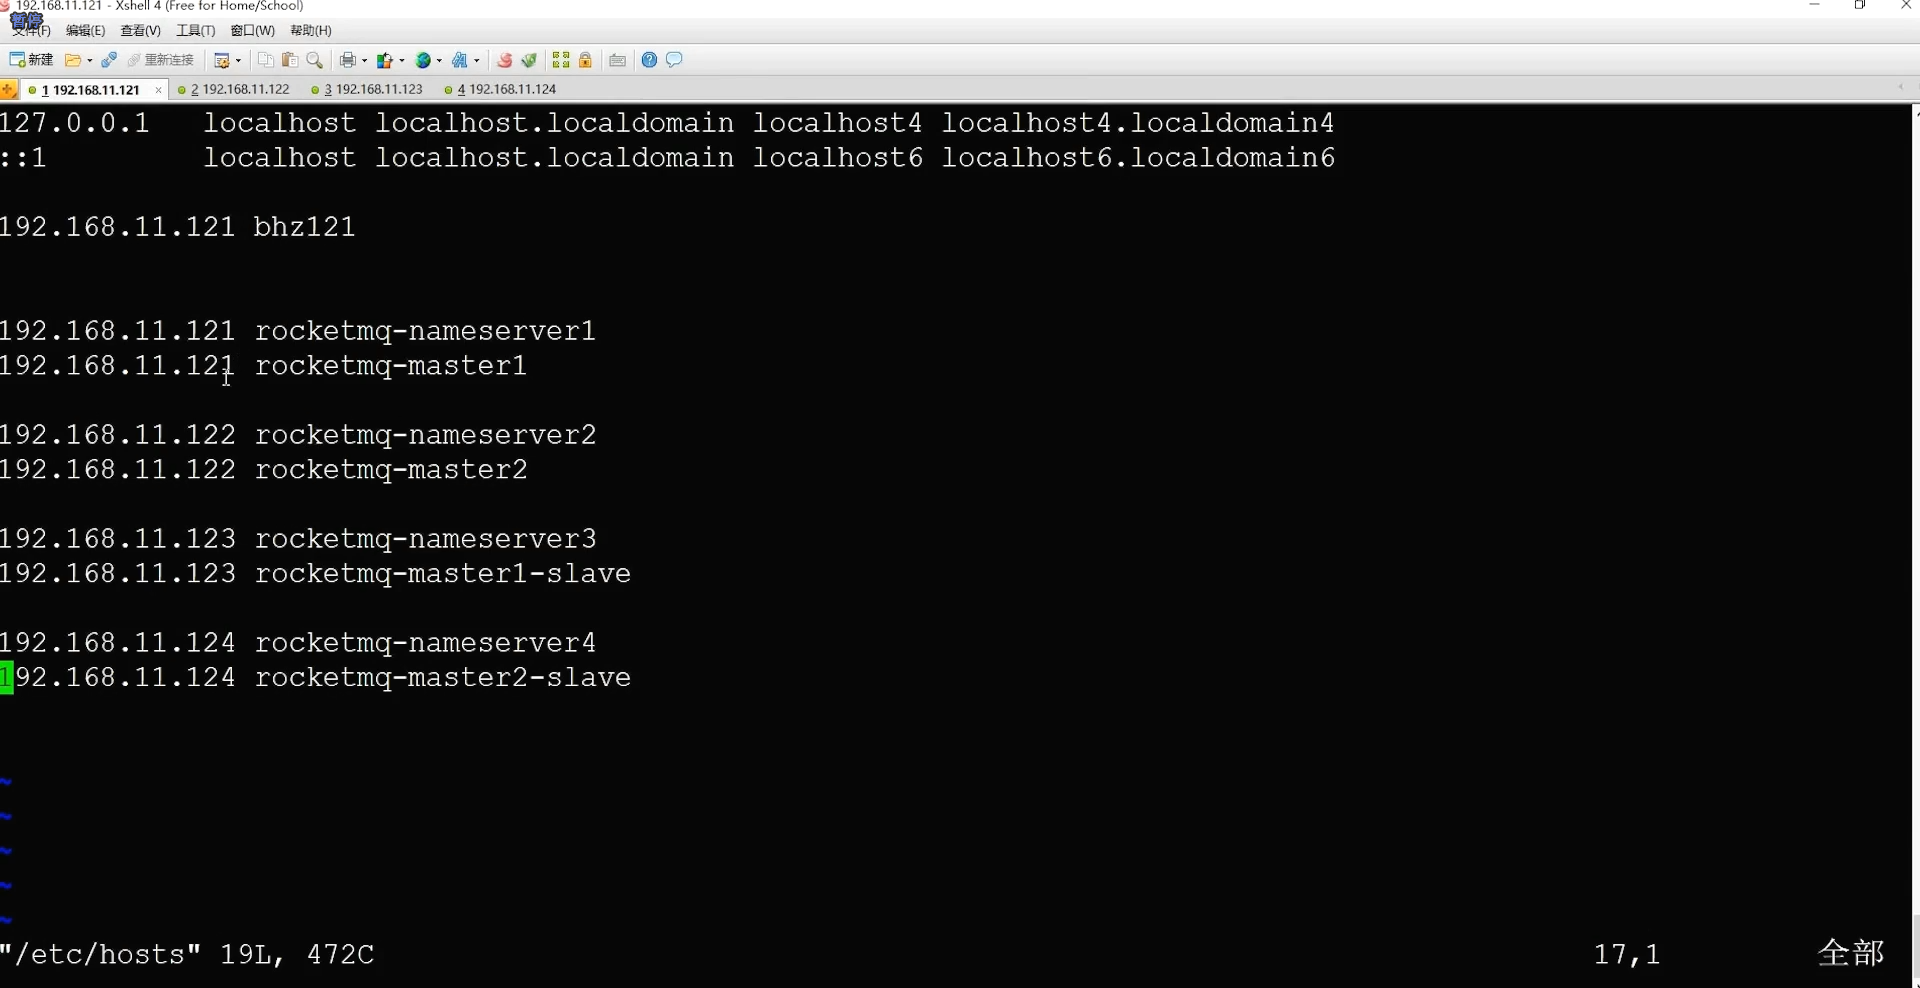 192.168.11.121 - Xshell 4 (Free for Home/School)
暂停
文件(F) 编辑(E) 查看(V) 工具(T) 窗口(W) 帮助(H)
新建 重新连接
1 192.168.11.121 × 2 192.168.11.122 3 192.168.11.123 4 192.168.11.124
127.0.0.1 localhost localhost.localdomain localhost4 localhost4.localdomain4
::1 localhost localhost.localdomain localhost6 localhost6.localdomain6
192.168.11.121 bhz121
192.168.11.121 rocketmq-nameserver1
192.168.11.121 rocketmq-master1
192.168.11.122 rocketmq-nameserver2
192.168.11.122 rocketmq-master2
192.168.11.123 rocketmq-nameserver3
192.168.11.123 rocketmq-master1-slave
192.168.11.124 rocketmq-nameserver4
192.168.11.124 rocketmq-master2-slave
~
~
~
~
~
"/etc/hosts" 19L, 472C 17,1 全部